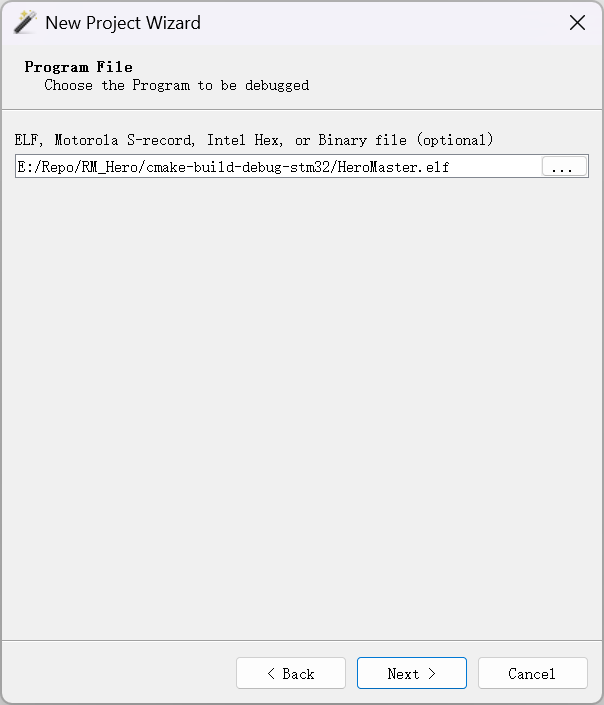 New Project Wizard
Program File
Choose the Program to be debugged
ELF, Motorola S-record, Intel Hex, or Binary file (optional)
E:/Repo/RM_Hero/cmake-build-debug-stm32/HeroMaster.elf
...
< Back
Next >
Cancel